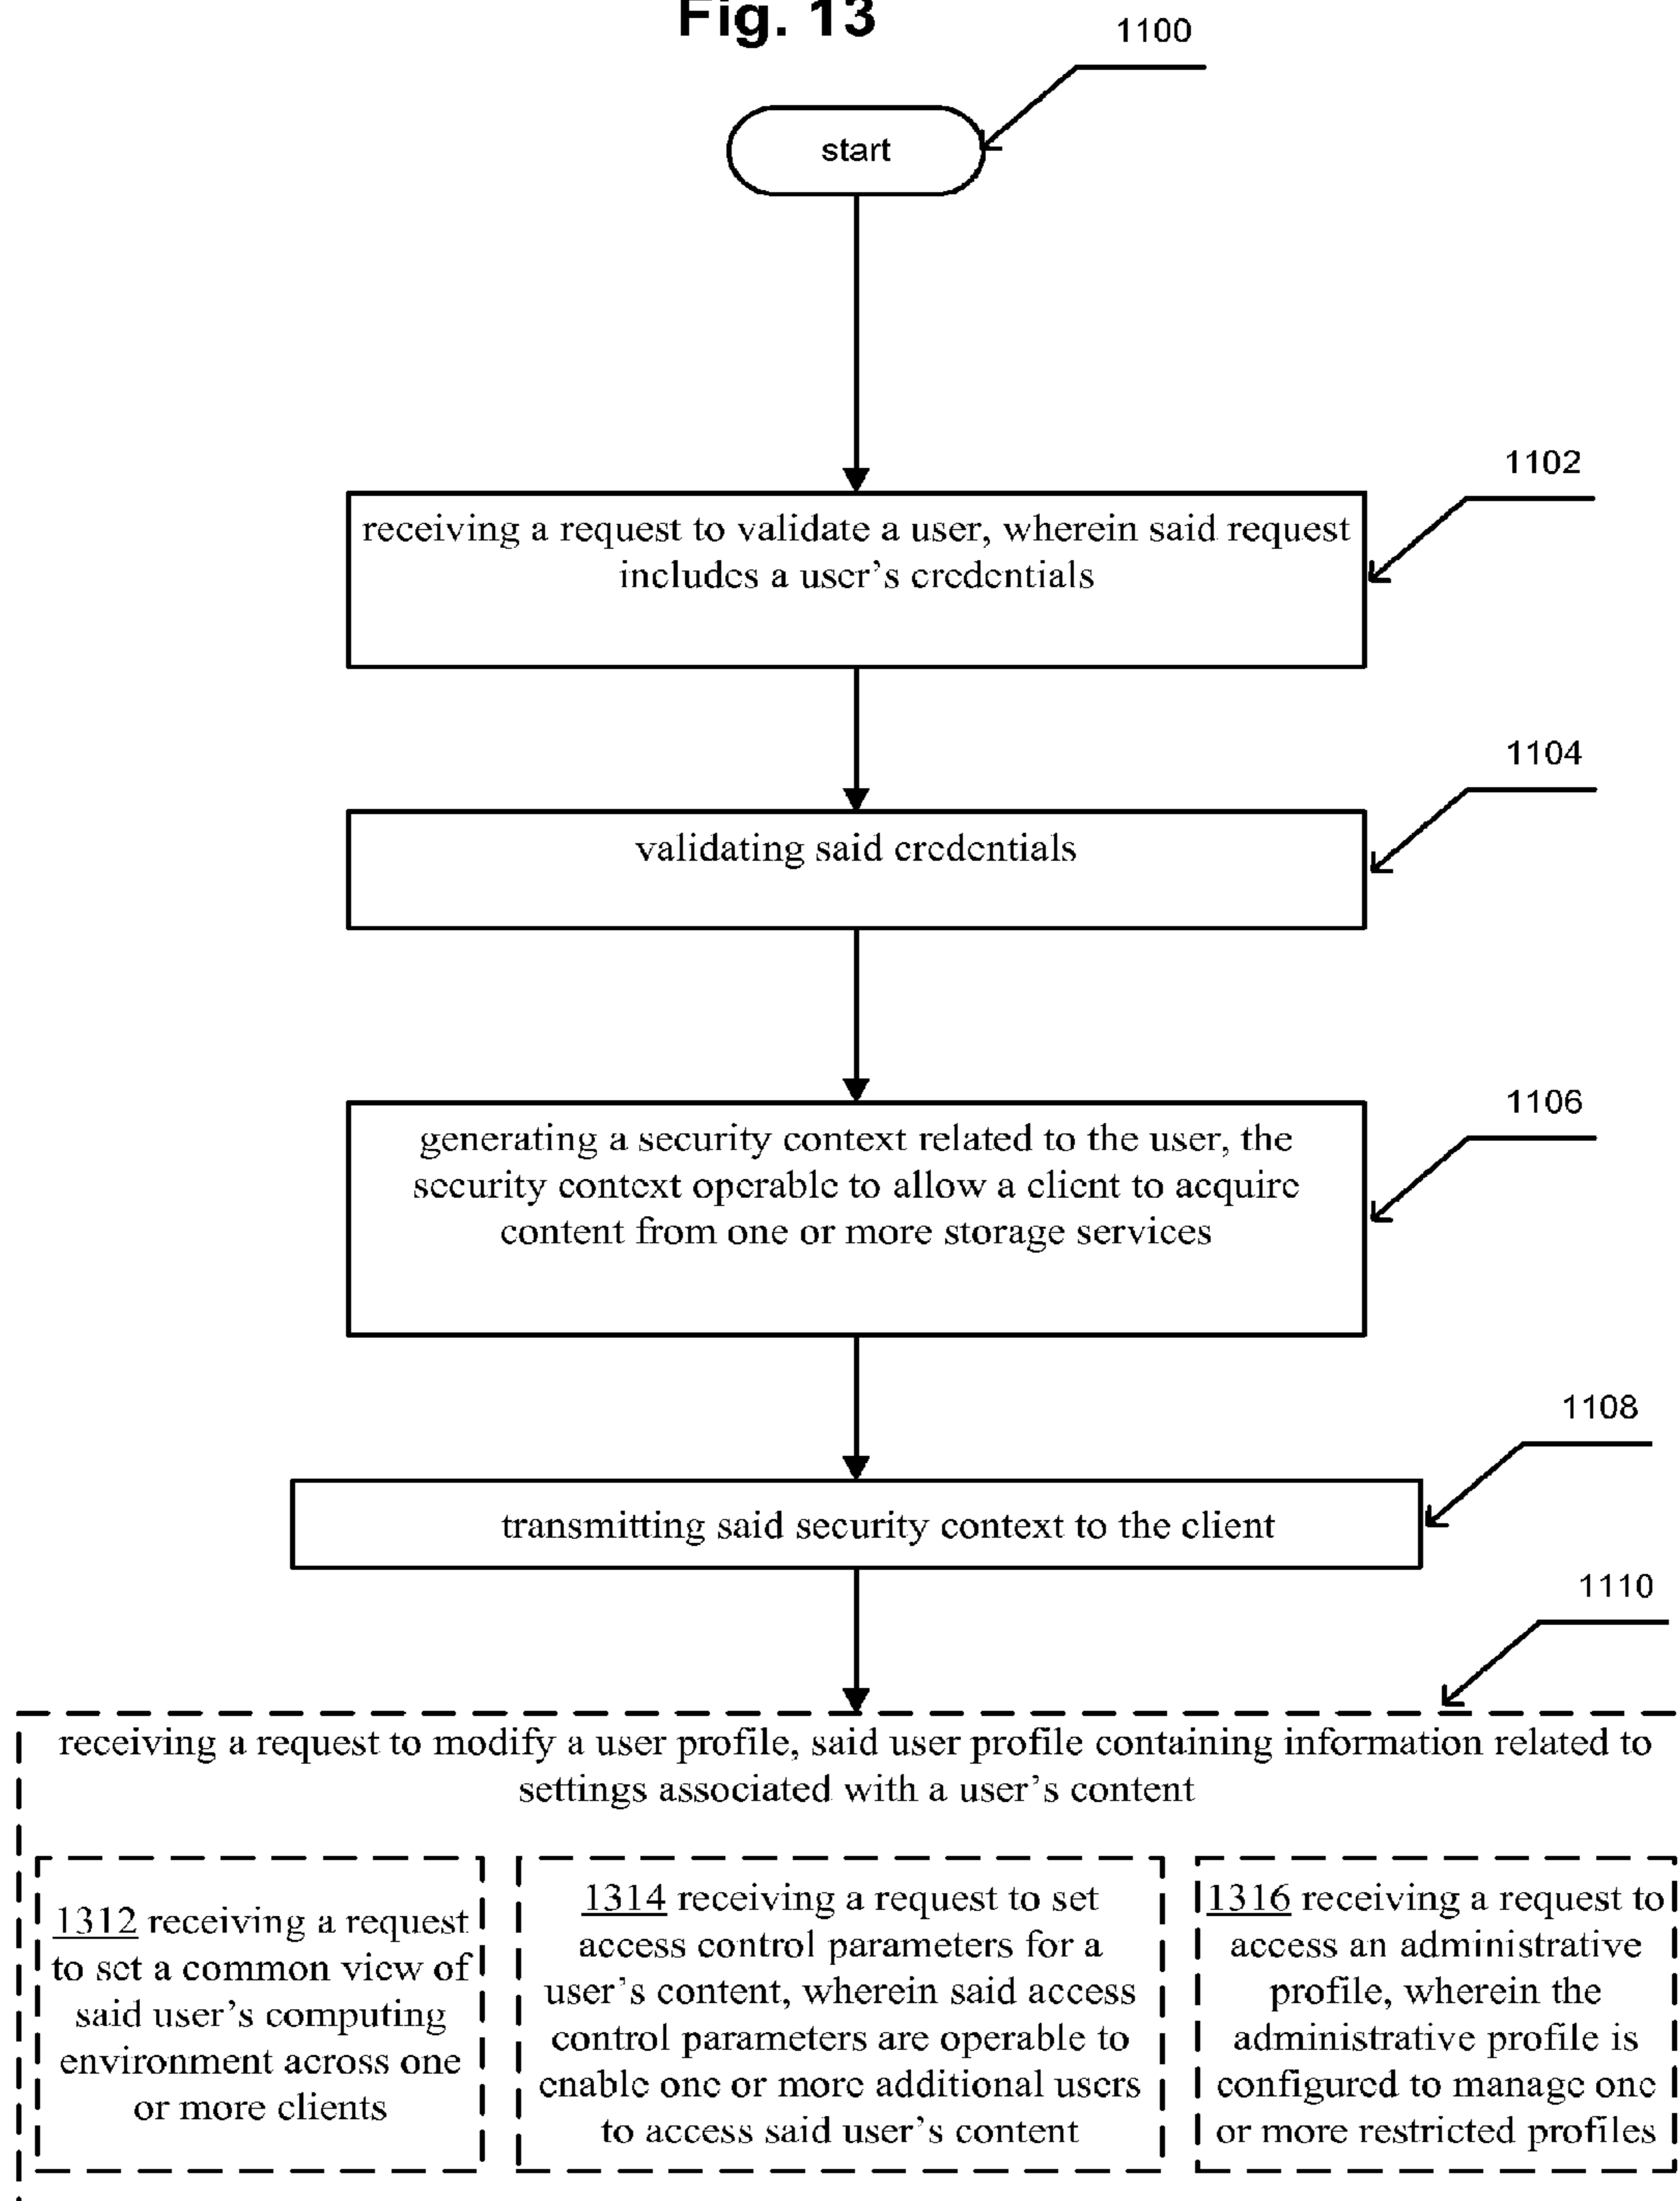 Fig. 13
1100
start
1102
receiving a request to validate a user, wherein said request
includes a user's credentials
1104
validating said credentials
1106
generating a security context related to the user, the
security context operable to allow a client to acquire
content from one or more storage services
1108
transmitting said security context to the client
1110
receiving a request to modify a user profile, said user profile containing information related to
settings associated with a user's content
1312 receiving a request
to set a common view of
said user's computing
environment across one
or more clients
1314 receiving a request to set
access control parameters for a
user's content, wherein said access
control parameters are operable to
enable one or more additional users
to access said user's content
1316 receiving a request to
access an administrative
profile, wherein the
administrative profile is
configured to manage one
or more restricted profiles